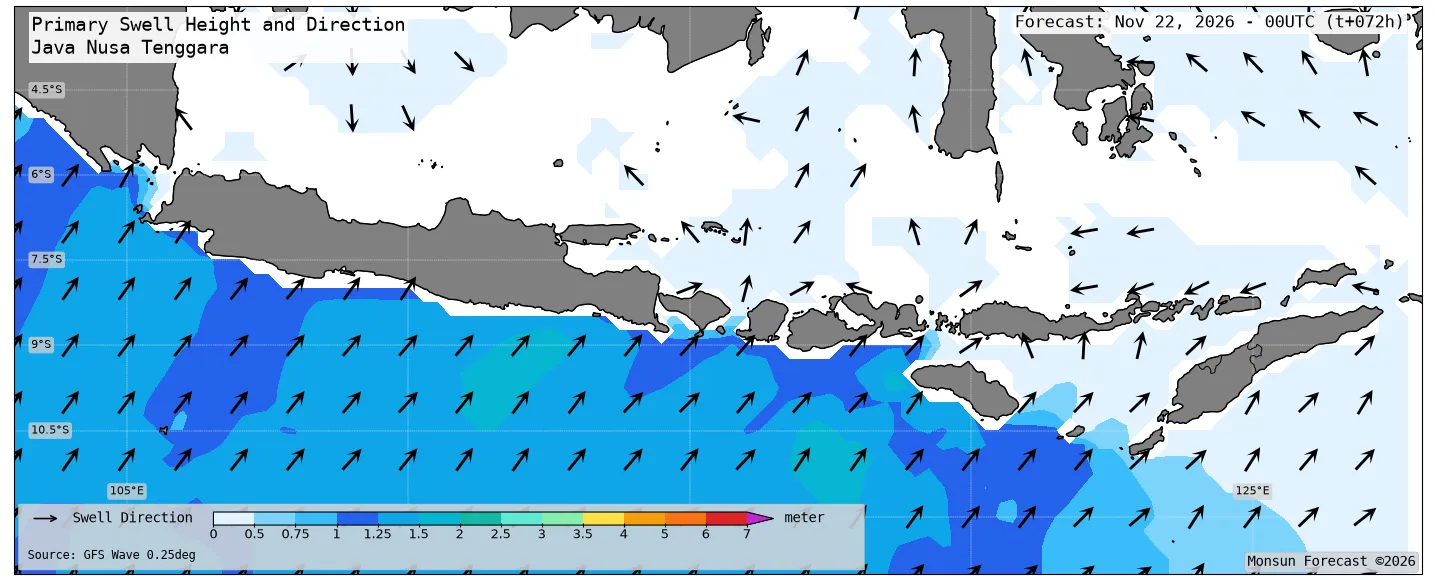 Primary Swell Height and Direction
Java Nusa Tenggara
Forecast: Nov 22, 2026 - 00UTC (t+072h)
4.5°S
6°S
7.5°S
9°S
10.5°S
105°E
125°E
Swell Direction
0 0.5 0.75 1 1.25 1.5 2 2.5 3 3.5 4 5 6 7
meter
Source: GFS Wave 0.25deg
Monsun Forecast ©2026